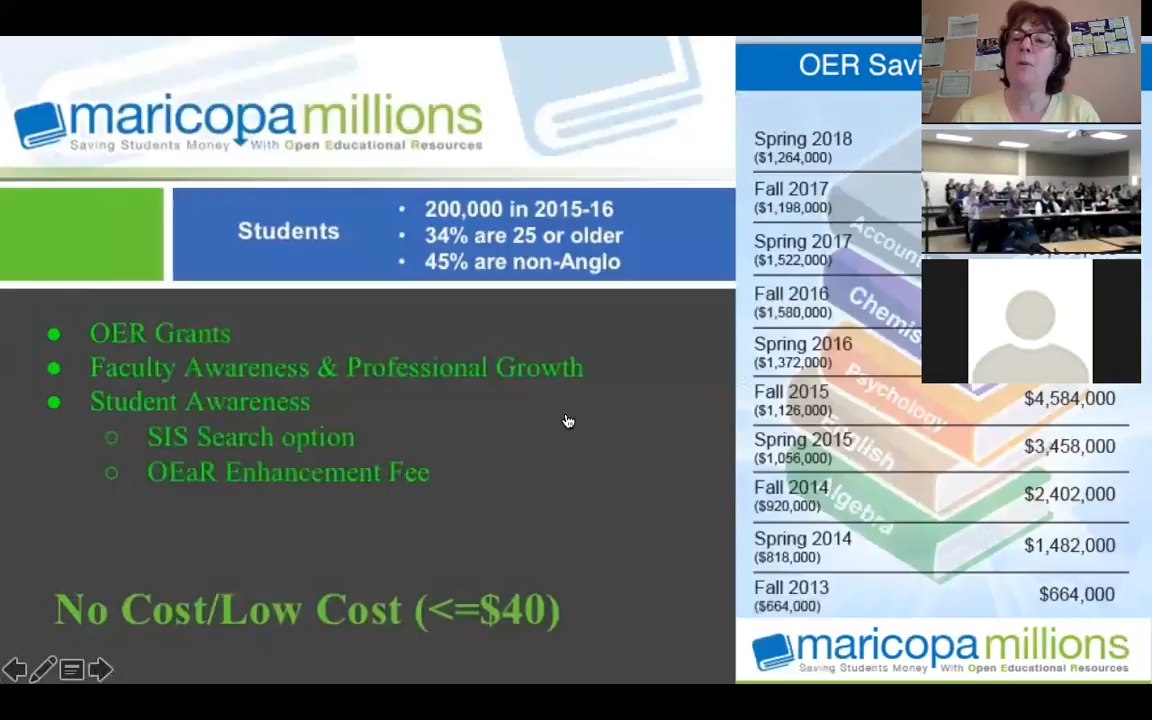 maricopa millions
Saving Students Money With Open Educational Resources
Students
• 200,000 in 2015-16
• 34% are 25 or older
• 45% are non-Anglo
● OER Grants
● Faculty Awareness & Professional Growth
● Student Awareness
○ SIS Search option
○ OEaR Enhancement Fee
No Cost/Low Cost (<=$40)
OER Savi
Spring 2018
($1,264,000)
Fall 2017
($1,198,000)
Spring 2017
($1,522,000)
Fall 2016
($1,580,000)
Spring 2016
($1,372,000)
Fall 2015
($1,126,000)
$4,584,000
Spring 2015
($1,056,000)
$3,458,000
Fall 2014
($920,000)
$2,402,000
Spring 2014
($818,000)
$1,482,000
Fall 2013
($664,000)
$664,000
Accoun
Chemis
Psychology
English
Algebra
maricopa millions
Saving Students Money With Open Educational Resources